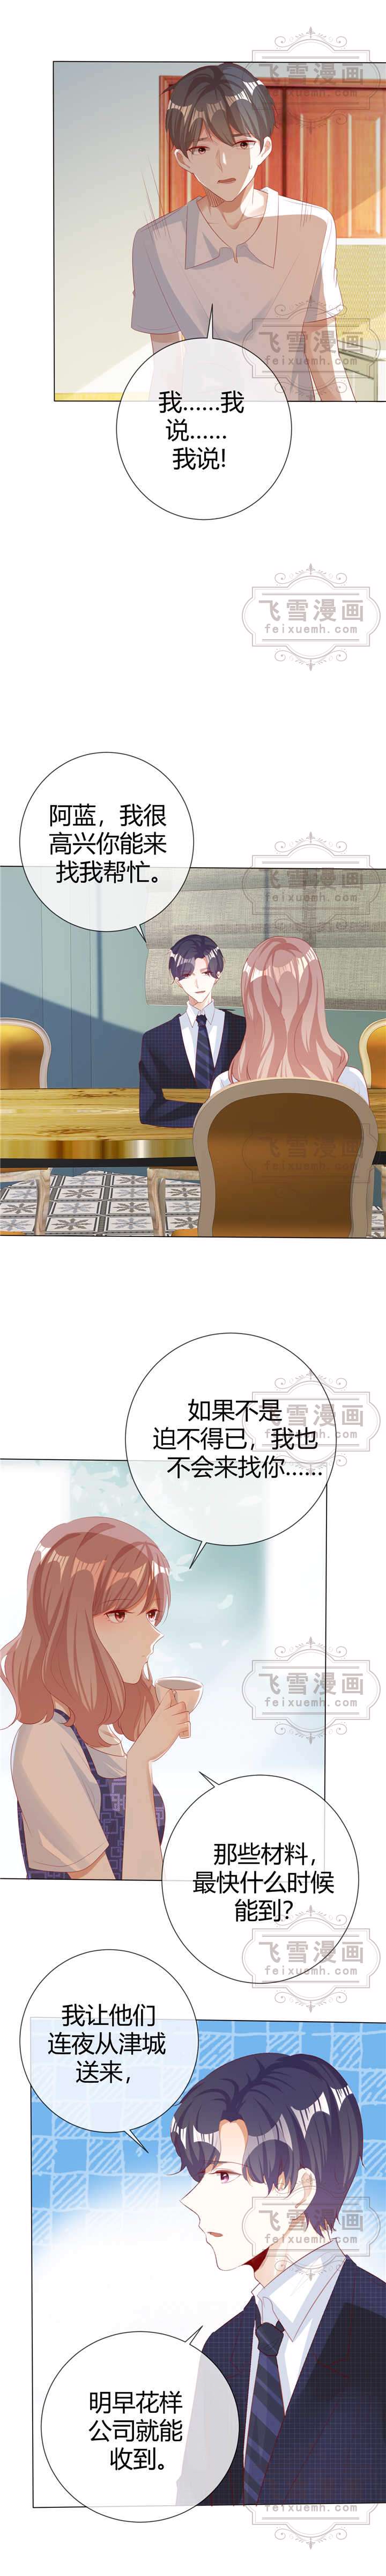 飞雪漫画
feixuemh.com
飞雪漫画
feixuemh.com
我……我
说……
我说!
飞雪漫画
feixuemh.com
阿蓝，我很
高兴你能来
找我帮忙。
飞雪漫画
feixuemh.com
飞雪漫画
feixuemh.com
如果不是
迫不得已，我也
不会来找你……
飞雪漫画
feixuemh.com
飞雪漫画
feixuemh.com
那些材料，
最快什么时候
能到?
飞雪漫画
feixuemh.com
我让他们
连夜从津城
送来，
飞雪漫画
feixuemh.com
明早花样
公司就能
收到。
飞雪漫画
feixuemh.com